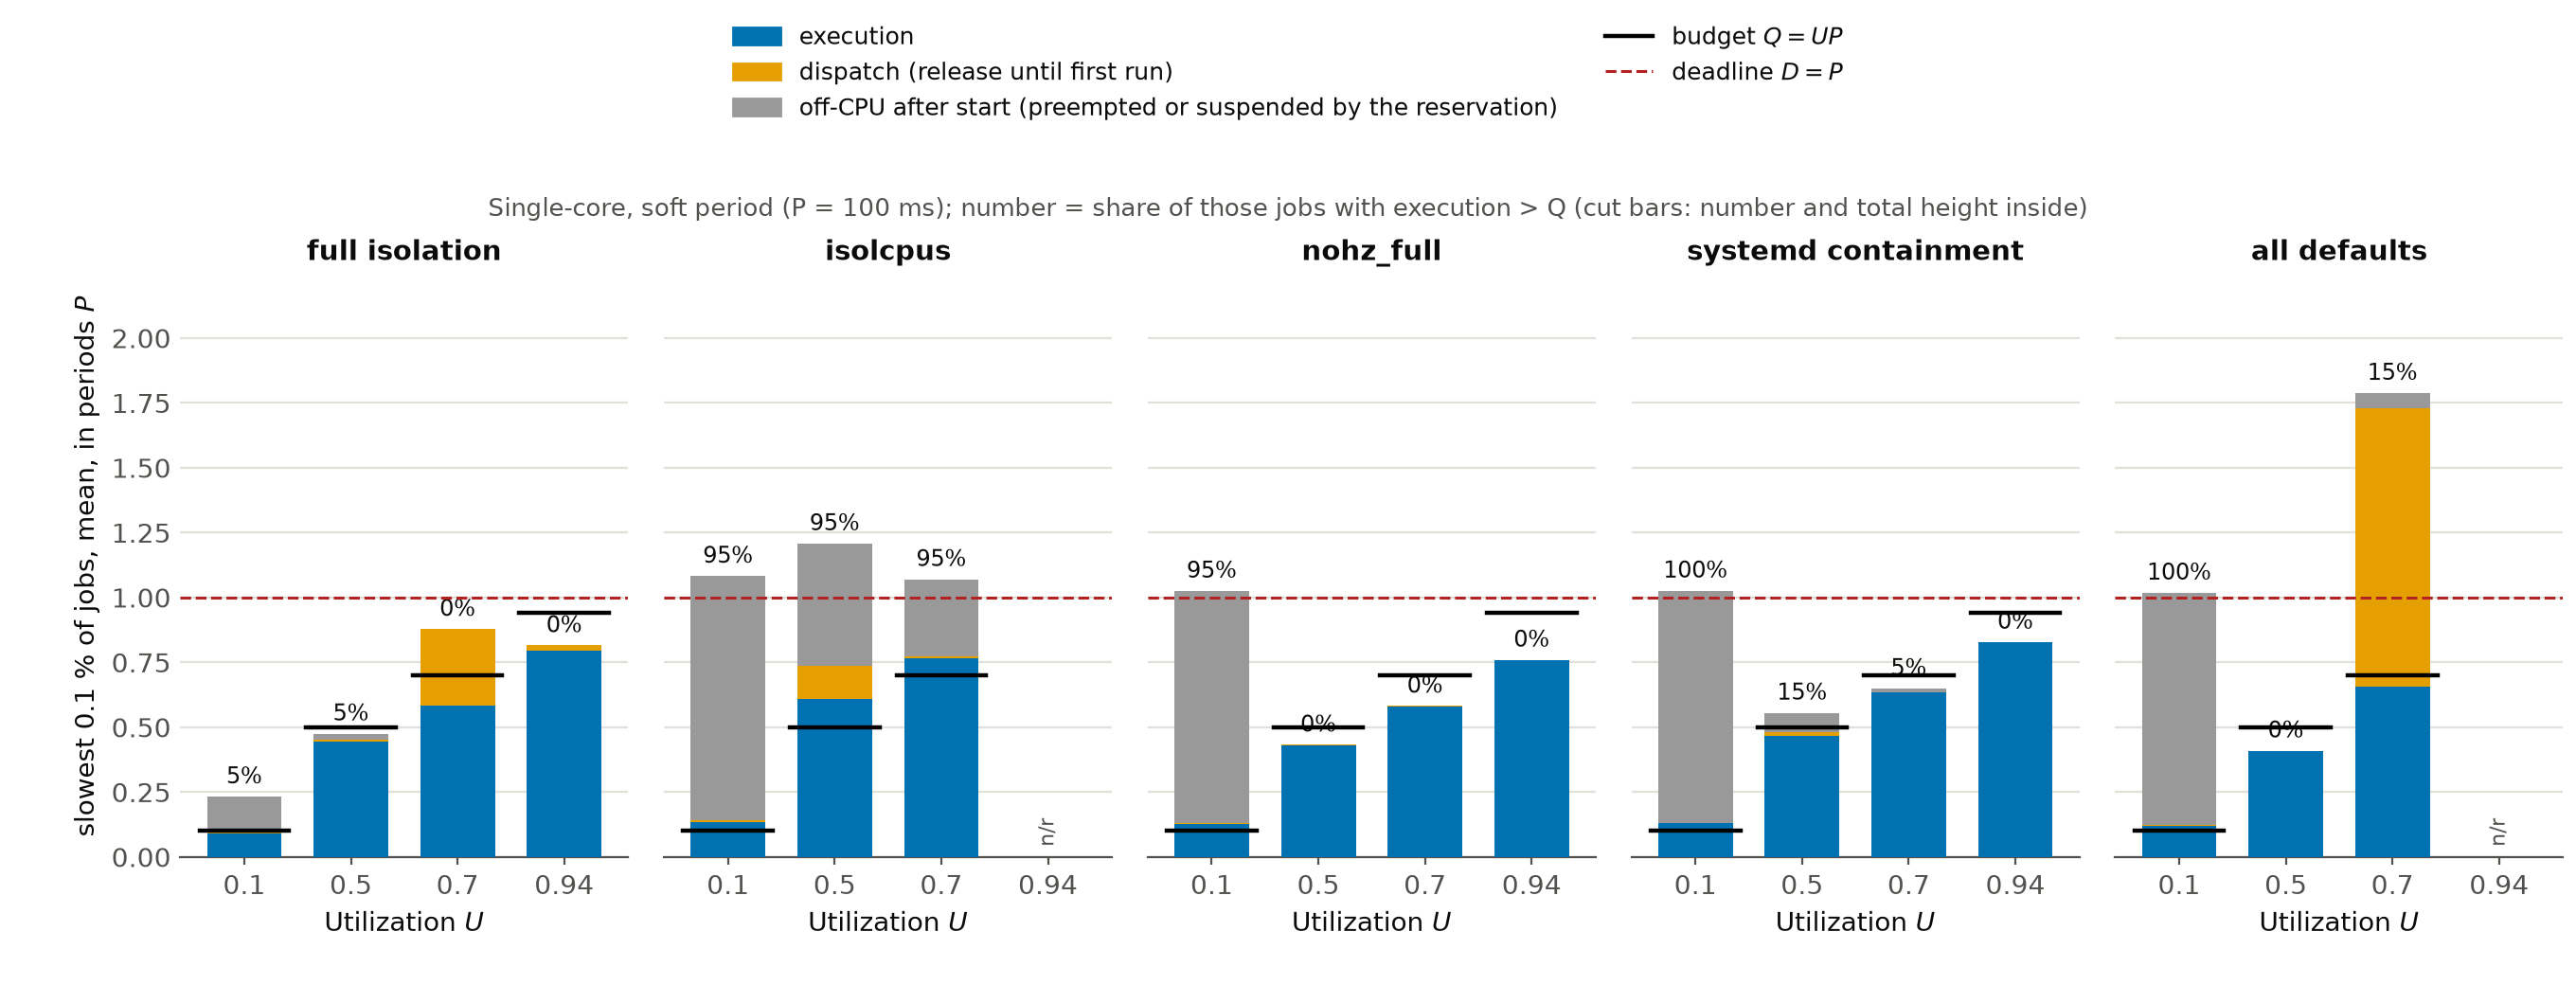 execution
dispatch (release until first run)
off-CPU after start (preempted or suspended by the reservation)
budget Q = UP
deadline D = P
Single-core, soft period (P = 100 ms); number = share of those jobs with execution > Q (cut bars: number and total height inside)
full isolation
isolcpus
nohz_full
systemd containment
all defaults
slowest 0.1 % of jobs, mean, in periods P
2.00
1.75
1.50
1.25
1.00
0.75
0.50
0.25
0.00
5%
5%
0%
0%
95%
95%
95%
n/r
95%
0%
0%
0%
100%
15%
5%
0%
100%
0%
15%
n/r
0.1 0.5 0.7 0.94
0.1 0.5 0.7 0.94
0.1 0.5 0.7 0.94
0.1 0.5 0.7 0.94
0.1 0.5 0.7 0.94
Utilization U
Utilization U
Utilization U
Utilization U
Utilization U